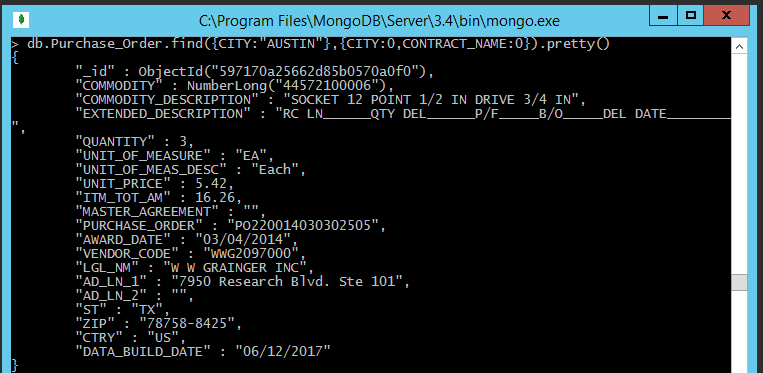 C:\Program Files\MongoDB\Server\3.4\bin\mongo.exe
> db.Purchase_Order.find({CITY:"AUSTIN"},{CITY:0,CONTRACT_NAME:0}).pretty()
{
"_id" : ObjectId("597170a25662d85b0570a0f0"),
"COMMODITY" : NumberLong("44572100006"),
"COMMODITY_DESCRIPTION" : "SOCKET 12 POINT 1/2 IN DRIVE 3/4 IN",
"EXTENDED_DESCRIPTION" : "RC LN______QTY DEL______P/F_____B/O_____DEL DATE________
",
"QUANTITY" : 3,
"UNIT_OF_MEASURE" : "EA",
"UNIT_OF_MEAS_DESC" : "Each",
"UNIT_PRICE" : 5.42,
"ITM_TOT_AM" : 16.26,
"MASTER_AGREEMENT" : "",
"PURCHASE_ORDER" : "PO220014030302505",
"AWARD_DATE" : "03/04/2014",
"VENDOR_CODE" : "WWG2097000",
"LGL_NM" : "W W GRAINGER INC",
"AD_LN_1" : "7950 Research Blvd. Ste 101",
"AD_LN_2" : "",
"ST" : "TX",
"ZIP" : "78758-8425",
"CTRY" : "US",
"DATA_BUILD_DATE" : "06/12/2017"
}